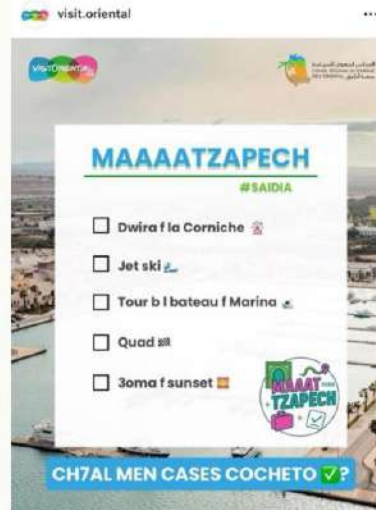 visit.oriental
VISITORIENTAL
MAAAATZAPECH
#SAIDIA
Dwira f la Corniche
Jet ski
Tour b l bateau f Marina
Quad
3oma f sunset
MAAAT
TZAPECH
CH7AL MEN CASES COCHETO ✅?